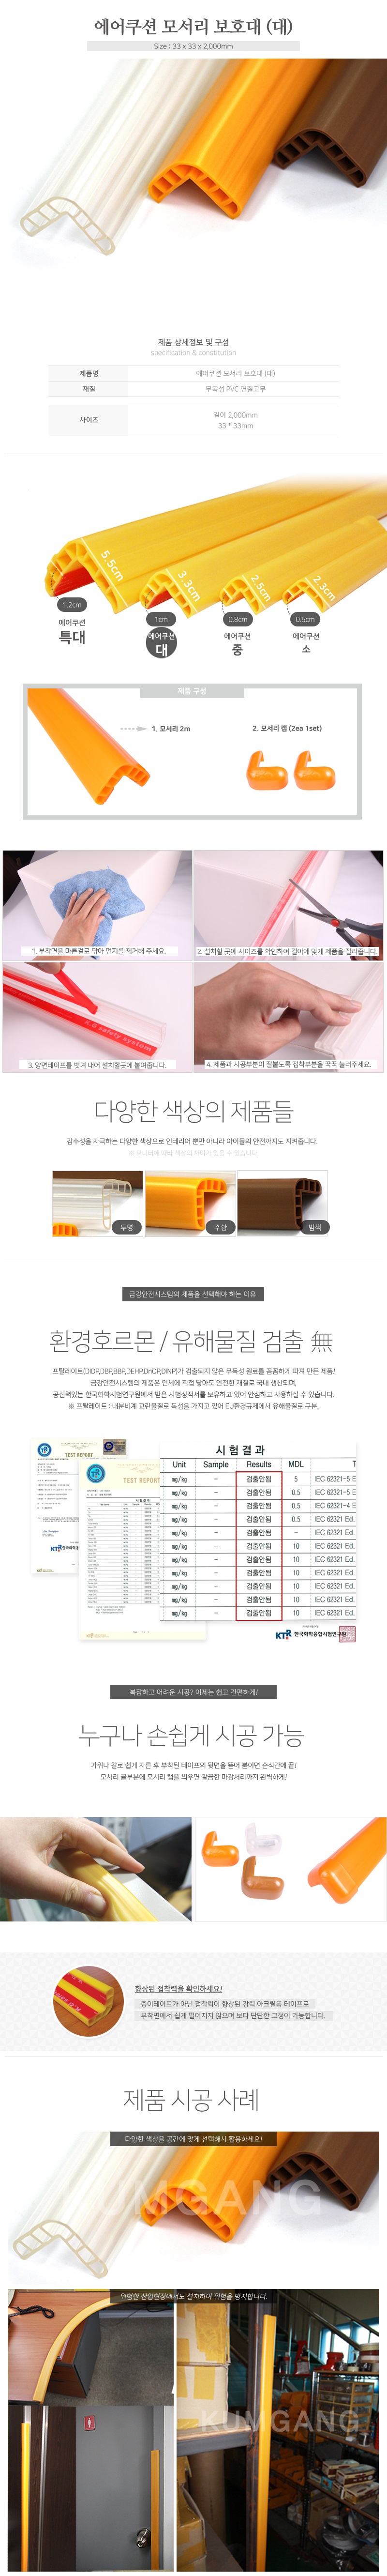 에어쿠션 모서리 보호대 (대)
Size : 33 x 33 x 2,000mm
제품 상세정보 및 구성
specification & constitution
제품명
에어쿠션 모서리 보호대 (대)
재질
무독성 PVC 연질고무
사이즈
길이 2,000mm
33 * 33mm
5.5cm
3.3cm
2.5cm
2.3cm
1.2cm
에어쿠션
특대
1cm
에어쿠션
대
0.8cm
에어쿠션
중
0.5cm
에어쿠션
소
제품 구성
1. 모서리 2m
2. 모서리 캡 (2ea 1set)
1. 부착면을 마른걸로 닦아 먼지를 제거해 주세요.
2. 설치할 곳에 사이즈를 확인하며 길이에 맞게 제품을 잘라줍니다.
safety system
3. 양면테이프를 벗겨 내어 설치할곳에 붙여줍니다.
4. 제품과 시공부분이 잘붙도록 접착부분을 꾹꾹 눌러주세요.
다양한 색상의 제품들
감수성을 자극하는 다양한 색상으로 인테리어 뿐만 아니라 아이들의 안전까지도 지켜줍니다.
※ 모니터에 따라 색상의 차이가 있을 수 있습니다.
투명
주황
밤색
금강안전시스템의 제품을 선택해야 하는 이유
환경호르몬 / 유해물질 검출 無
프탈레이트(DIDP,DBP,BBP,DEHP,DnOP,DINP)가 검출되지 않은 무독성 원료를 꼼꼼하게 따져 만든 제품!
금강안전시스템의 제품은 인체에 직접 닿아도 안전한 재질로 국내 생산되며,
공신력있는 한국화학시험연구원에서 받은 시험성적서를 보유하고 있어 안심하고 사용하실 수 있습니다.
※ 프탈레이트 : 내분비계 교란물질로 독성을 가지고 있어 EU환경규제에서 유해물질로 구분.
TEST REPORT
TEST REPORT
시 험 결 과
Unit Sample Results MDL T
mg/kg - 검출안됨 5 IEC 62321-5 E
mg/kg - 검출안됨 0.5 IEC 62321-5 E
mg/kg - 검출안됨 0.5 IEC 62321-4 E
mg/kg - 검출안됨 10 IEC 62321 Ed.
mg/kg - 검출안됨 10 IEC 62321 Ed.
mg/kg - 검출안됨 10 IEC 62321 Ed.
mg/kg - 검출안됨 10 IEC 62321 Ed.
mg/kg - 검출안됨 10 IEC 62321 Ed.
mg/kg - 검출안됨 10 IEC 62321 Ed.
mg/kg - 검출안됨 10 IEC 62321 Ed.
KTR
KTR 한국화학융합시험연구원
복잡하고 어려운 시공? 이제는 쉽고 간편하게!
누구나 손쉽게 시공 가능
가위나 칼로 쉽게 자른 후 부착된 테이프의 뒷면을 뜯어 붙이면 순식간에 끝!
모서리 끝부분에 모서리 캡을 씌우면 깔끔한 마감처리까지 완벽하게!
향상된 접착력을 확인하세요!
종이테이프가 아닌 접착력이 향상된 강력 아크릴폼 테이프로
부착면에서 쉽게 떨어지지 않으며 보다 단단한 고정이 가능합니다.
제품 시공 사례
다양한 색상을 공간에 맞게 선택해서 활용하세요!
KUMGANG
위험한 산업현장에서도 설치하여 위험을 방지합니다.
KUMGANG